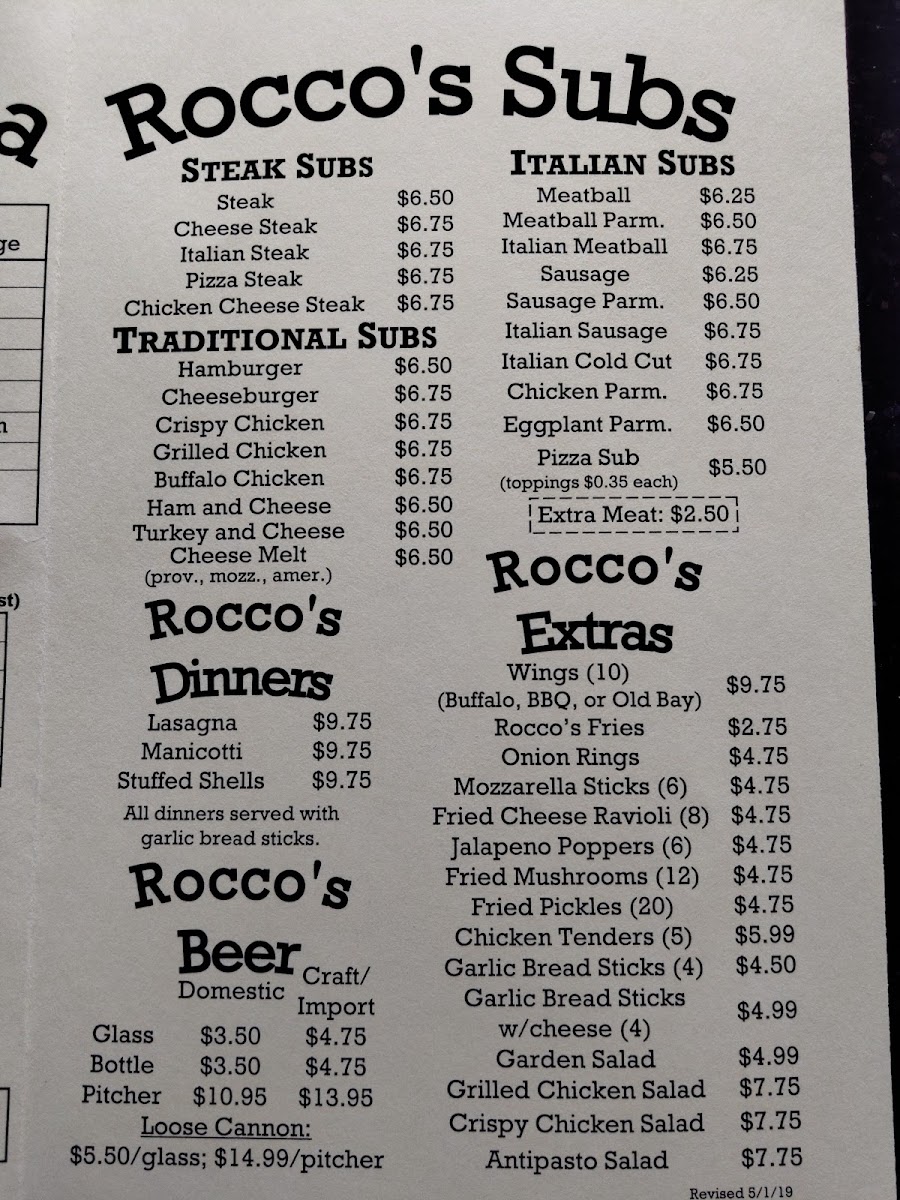 a
ge
n
st)
Rocco's Subs
STEAK SUBS
Steak $6.50
Cheese Steak $6.75
Italian Steak $6.75
Pizza Steak $6.75
Chicken Cheese Steak $6.75
TRADITIONAL SUBS
Hamburger $6.50
Cheeseburger $6.75
Crispy Chicken $6.75
Grilled Chicken $6.75
Buffalo Chicken $6.75
Ham and Cheese $6.50
Turkey and Cheese $6.50
Cheese Melt $6.50
(prov., mozz., amer.)
Rocco's
Dinners
Lasagna $9.75
Manicotti $9.75
Stuffed Shells $9.75
All dinners served with
garlic bread sticks.
Rocco's
Beer
Domestic Craft/
Import
Glass $3.50 $4.75
Bottle $3.50 $4.75
Pitcher $10.95 $13.95
Loose Cannon:
$5.50/glass; $14.99/pitcher
ITALIAN SUBS
Meatball $6.25
Meatball Parm. $6.50
Italian Meatball $6.75
Sausage $6.25
Sausage Parm. $6.50
Italian Sausage $6.75
Italian Cold Cut $6.75
Chicken Parm. $6.75
Eggplant Parm. $6.50
Pizza Sub $5.50
(toppings $0.35 each)
Extra Meat: $2.50
Rocco's
Extras
Wings (10) $9.75
(Buffalo, BBQ, or Old Bay)
Rocco's Fries $2.75
Onion Rings $4.75
Mozzarella Sticks (6) $4.75
Fried Cheese Ravioli (8) $4.75
Jalapeno Poppers (6) $4.75
Fried Mushrooms (12) $4.75
Fried Pickles (20) $4.75
Chicken Tenders (5) $5.99
Garlic Bread Sticks (4) $4.50
Garlic Bread Sticks $4.99
w/cheese (4)
Garden Salad $4.99
Grilled Chicken Salad $7.75
Crispy Chicken Salad $7.75
Antipasto Salad $7.75
Revised 5/1/19